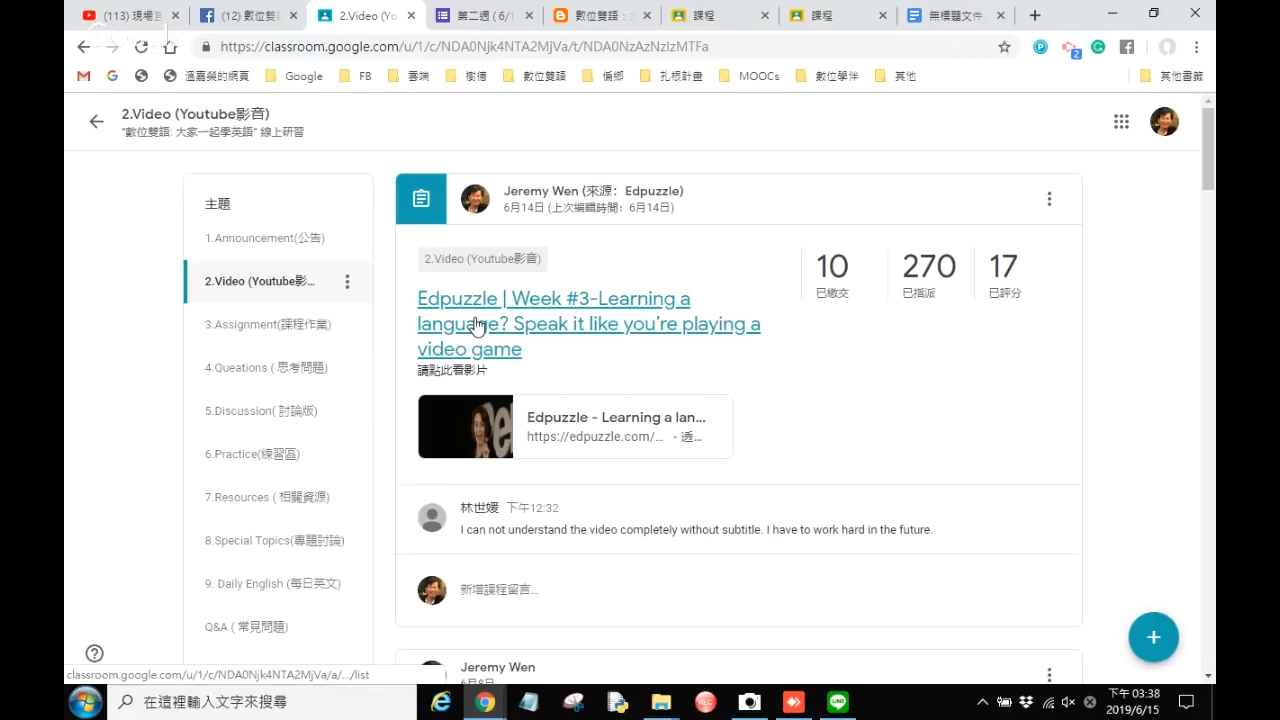 (113) 現場直
(12) 數位雙語
2.Video (Yo
第二週 ( 6/1
數位雙語:
課程
課程
無標題文件
https://classroom.google.com/u/1/c/NDA0Njk4NTA2MjVa/t/NDA0NzAzNzIzMTFa
2
溫嘉榮的網頁
Google
FB
雲端
樹德
數位雙語
偏鄉
扎根計畫
MOOCs
數位學伴
其他
其他書籤
2.Video (Youtube影音)
"數位雙語: 大家一起學英語" 線上研習
主題
1.Announcement(公告)
2.Video (Youtube影...
3.Assignment(課程作業)
4.Queations ( 思考問題)
5.Discussion( 討論版)
6.Practice(練習區)
7.Resources ( 相關資源)
8.Special Topics(專題討論)
9. Daily English (每日英文)
Q&A ( 常見問題)
Jeremy Wen (來源：Edpuzzle)
6月14日 (上次編輯時間：6月14日)
2.Video (Youtube影音)
Edpuzzle | Week #3-Learning a
language? Speak it like you’re playing a
video game
請點此看影片
10
已繳交
270
已指派
17
已評分
Edpuzzle - Learning a lan...
https://edpuzzle.com/... - 透...
林世媛 下午12:32
I can not understand the video completely without subtitle. I have to work hard in the future.
新增課程留言...
Jeremy Wen
classroom.google.com/u/1/c/NDA0Njk4NTA2MjVa/a/.../list
在這裡輸入文字來搜尋
REC
LINE
下午 03:38
2019/6/15